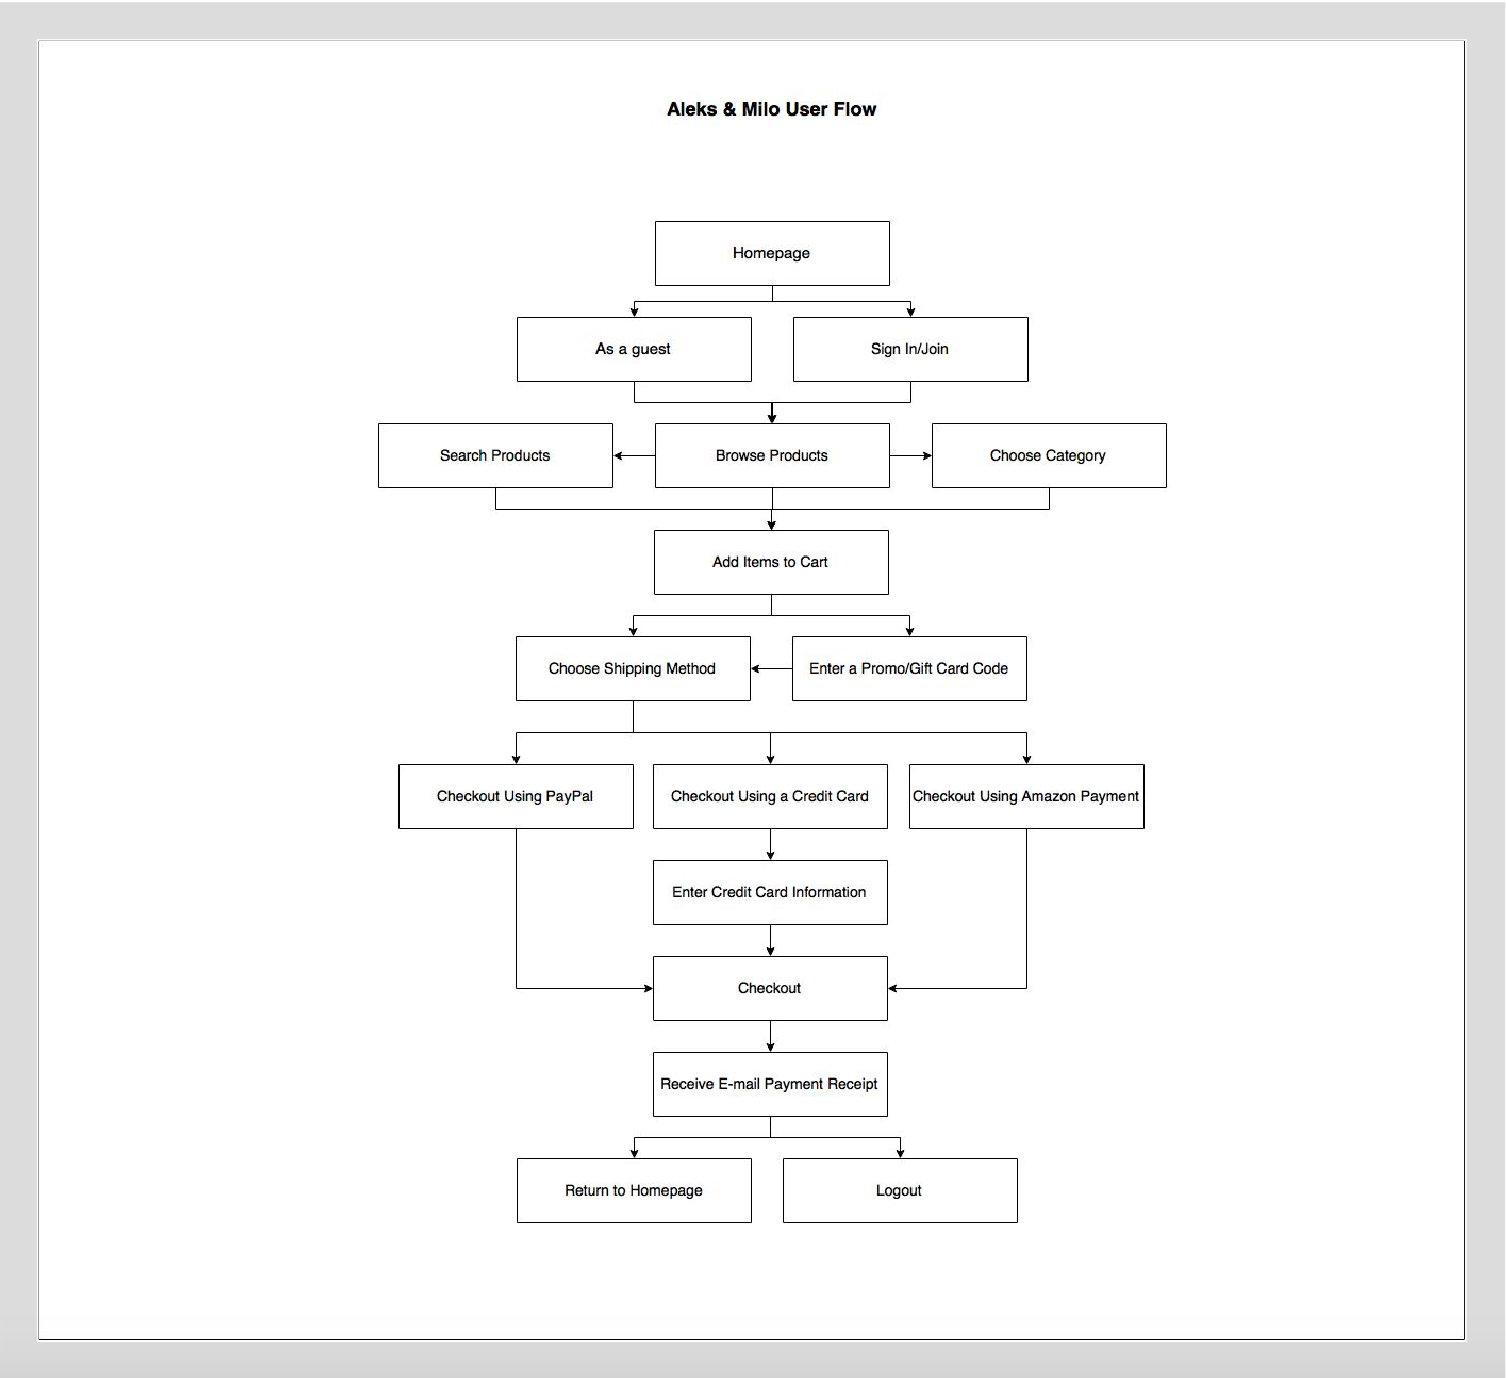 Aleks & Milo User Flow
Homepage
As a guest
Sign In/Join
Search Products
Browse Products
Choose Category
Add Items to Cart
Choose Shipping Method
Enter a Promo/Gift Card Code
Checkout Using PayPal
Checkout Using a Credit Card
Checkout Using Amazon Payment
Enter Credit Card Information
Checkout
Receive E-mail Payment Receipt
Return to Homepage
Logout